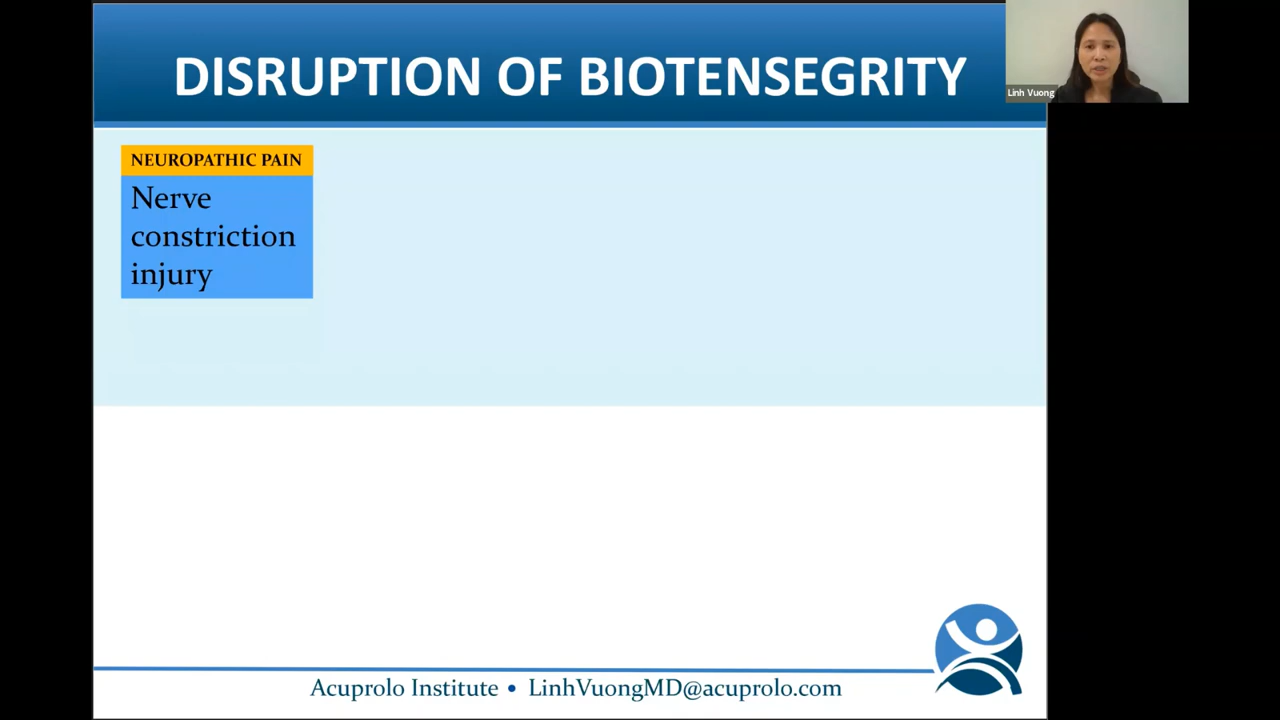 DISRUPTION OF BIOTENSEGRITY
Linh Vuong
NEUROPATHIC PAIN
Nerve
constriction
injury
Acuprolo Institute • LinhVuongMD@acuprolo.com